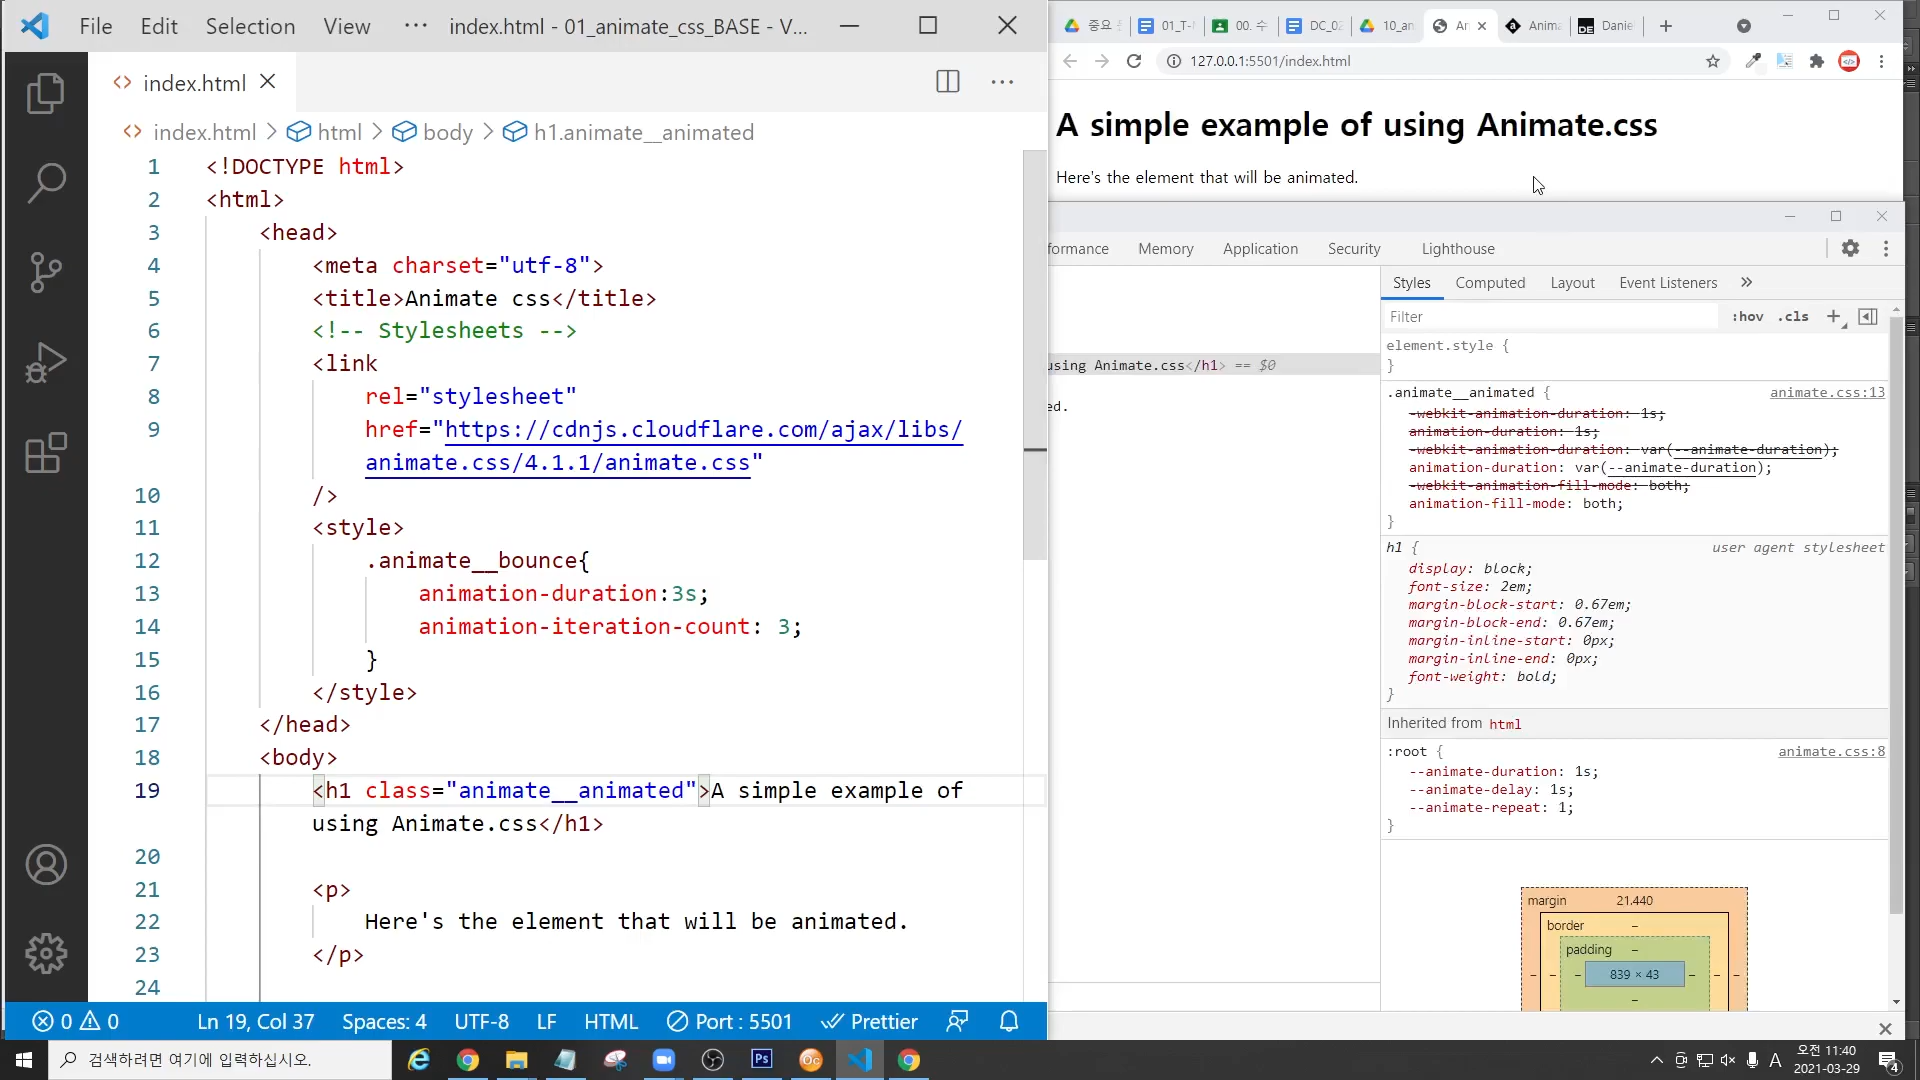 File Edit Selection View ··· index.html - 01_animate_css_BASE - V...
index.html
index.html > html > body > h1.animate__animated
1 <!DOCTYPE html>
2 <html>
3 <head>
4 <meta charset="utf-8">
5 <title>Animate css</title>
6 <!-- Stylesheets -->
7 <link
8 rel="stylesheet"
9 href="https://cdnjs.cloudflare.com/ajax/libs/
animate.css/4.1.1/animate.css"
10 />
11 <style>
12 .animate__bounce{
13 animation-duration:3s;
14 animation-iteration-count: 3;
15 }
16 </style>
17 </head>
18 <body>
19 <h1 class="animate__animated">A simple example of
using Animate.css</h1>
20
21 <p>
22 Here's the element that will be animated.
23 </p>
24
0 0 Ln 19, Col 37 Spaces: 4 UTF-8 LF HTML Port : 5501 Prettier
중요 01_T- 00. 수 DC_02 10_an An Anima Daniel
127.0.0.1:5501/index.html
A simple example of using Animate.css
Here's the element that will be animated.
formance Memory Application Security Lighthouse
using Animate.css</h1> == $0
ed.
Styles Computed Layout Event Listeners »
Filter :hov .cls +
element.style {
}
.animate__animated { animate.css:13
-webkit-animation-duration: 1s;
animation-duration: 1s;
-webkit-animation-duration: var(--animate-duration);
animation-duration: var(--animate-duration);
-webkit-animation-fill-mode: both;
animation-fill-mode: both;
}
h1 { user agent stylesheet
display: block;
font-size: 2em;
margin-block-start: 0.67em;
margin-block-end: 0.67em;
margin-inline-start: 0px;
margin-inline-end: 0px;
font-weight: bold;
}
Inherited from html
:root { animate.css:8
--animate-duration: 1s;
--animate-delay: 1s;
--animate-repeat: 1;
}
margin 21.440
border –
padding –
– – – 839 × 43 – – –
–
검색하려면 여기에 입력하십시오.
A 오전 11:40
2021-03-29
4